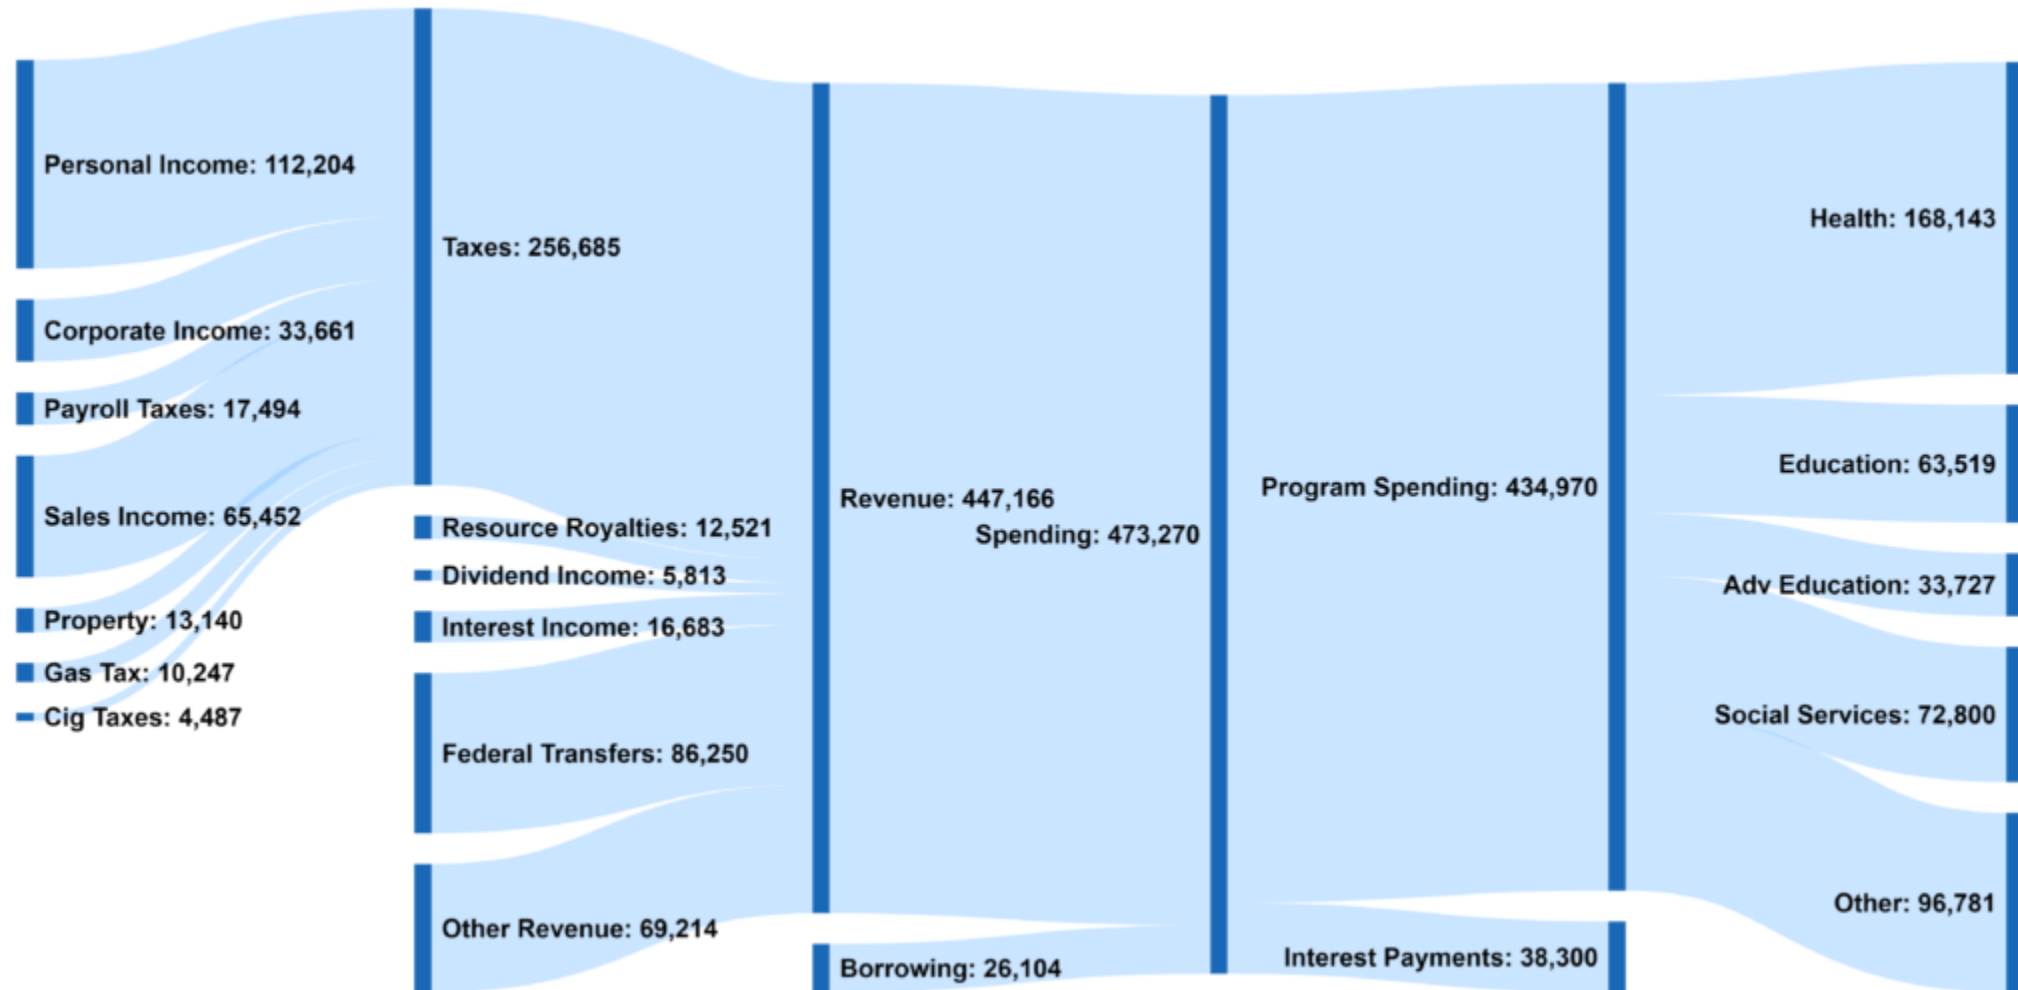 Personal Income: 112,204
Corporate Income: 33,661
Payroll Taxes: 17,494
Sales Income: 65,452
Property: 13,140
Gas Tax: 10,247
Cig Taxes: 4,487
Taxes: 256,685
Resource Royalties: 12,521
Dividend Income: 5,813
Interest Income: 16,683
Federal Transfers: 86,250
Other Revenue: 69,214
Revenue: 447,166
Borrowing: 26,104
Spending: 473,270
Program Spending: 434,970
Interest Payments: 38,300
Health: 168,143
Education: 63,519
Adv Education: 33,727
Social Services: 72,800
Other: 96,781